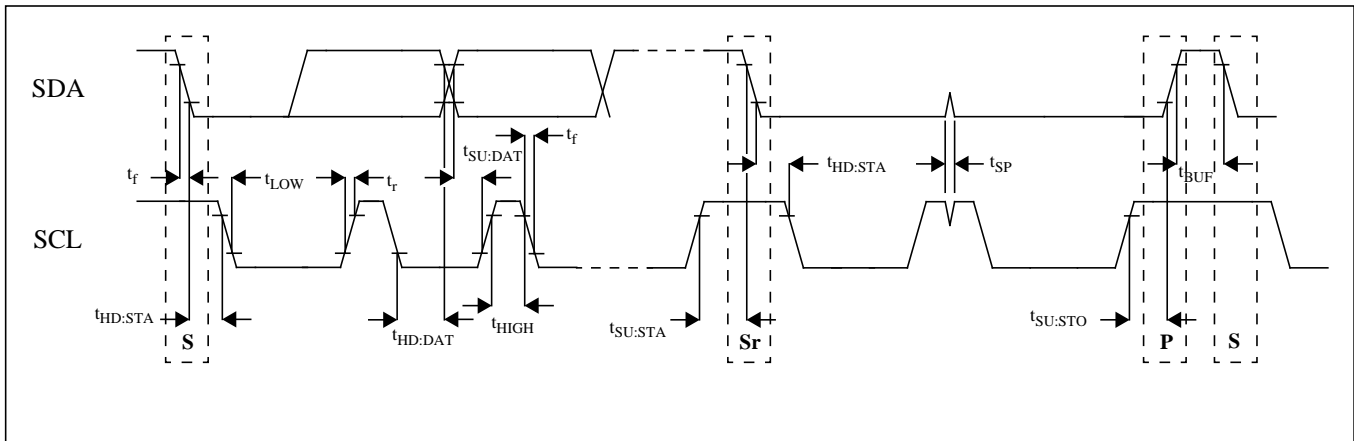 SDA
t_f
t_SU:DAT
t_f
t_LOW
t_r
t_HD:STA
t_SP
t_BUF
SCL
t_HD:STA
t_HD:DAT
t_HIGH
t_SU:STA
t_SU:STO
S
Sr
P
S